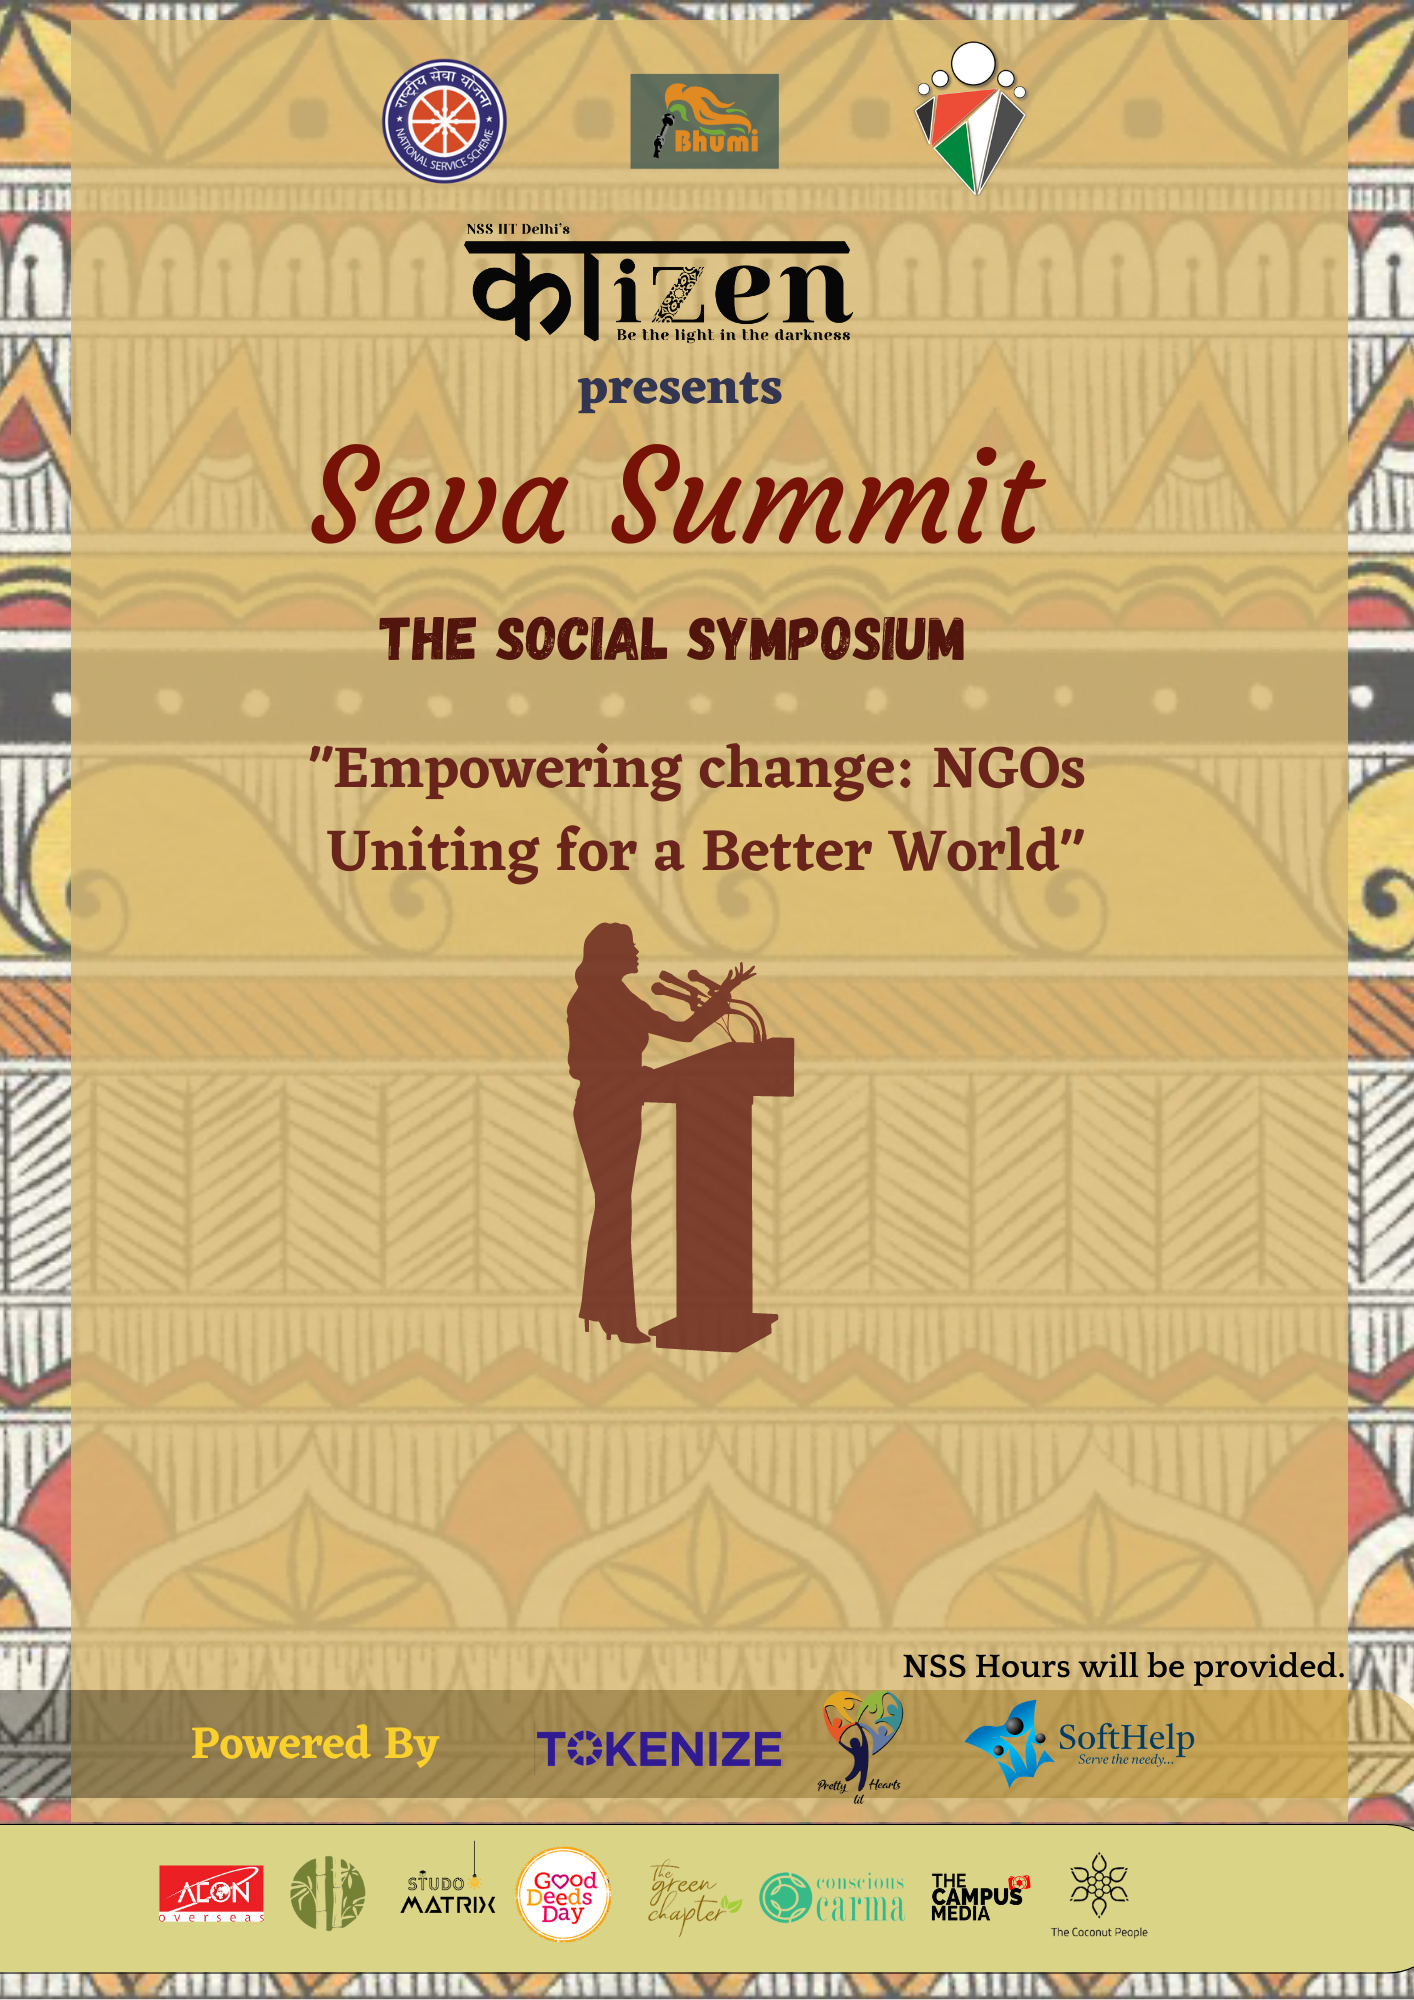 राष्ट्रीय सेवा योजना
NATIONAL SERVICE SCHEME
Bhumi
NSS IIT Delhi's
काizen
Be the light in the darkness
presents
Seva Summit
THE SOCIAL SYMPOSIUM
"Empowering change: NGOs
Uniting for a Better World"
NSS Hours will be provided.
Powered By
TOKENIZE
Pretty Hearts
lil
SoftHelp
Serve the needy...
AEON
overseas
STUDO
MATRIX
Good
Deeds
Day
The
green
chapter
conscious
carma
THE
CAMPUS
MEDIA
The Coconut People